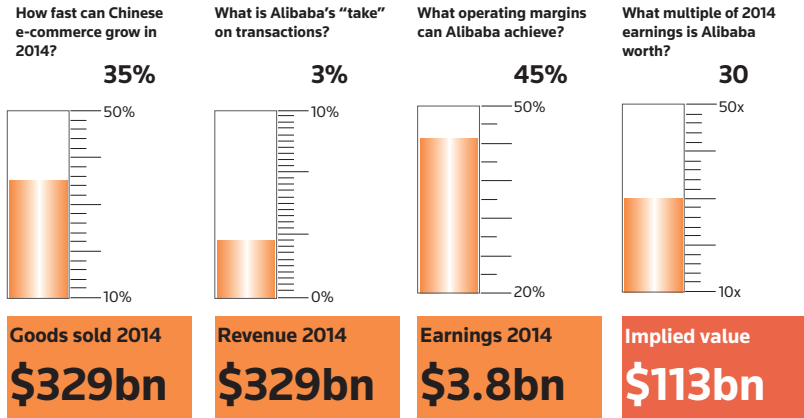 How fast can Chinese
e-commerce grow in
2014?
35%
50%
10%
Goods sold 2014
$329bn
What is Alibaba’s “take”
on transactions?
3%
10%
0%
Revenue 2014
$329bn
What operating margins
can Alibaba achieve?
45%
50%
20%
Earnings 2014
$3.8bn
What multiple of 2014
earnings is Alibaba
worth?
30
50x
10x
Implied value
$113bn